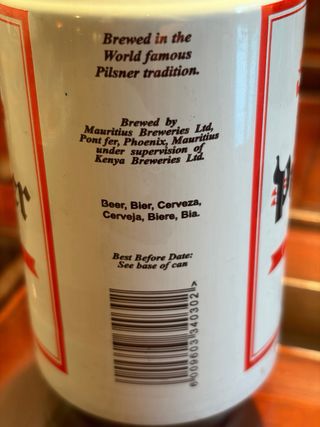 Brewed in the
World famous
Pilsner tradition.
Brewed by
Mauritius Breweries Ltd,
Pont fer, Phoenix, Mauritius
under supervision of
Kenya Breweries Ltd.
Beer, Bier, Cerveza,
Cerveja, Biere, Bia.
Best Before Date:
See base of can
6 009603 340302